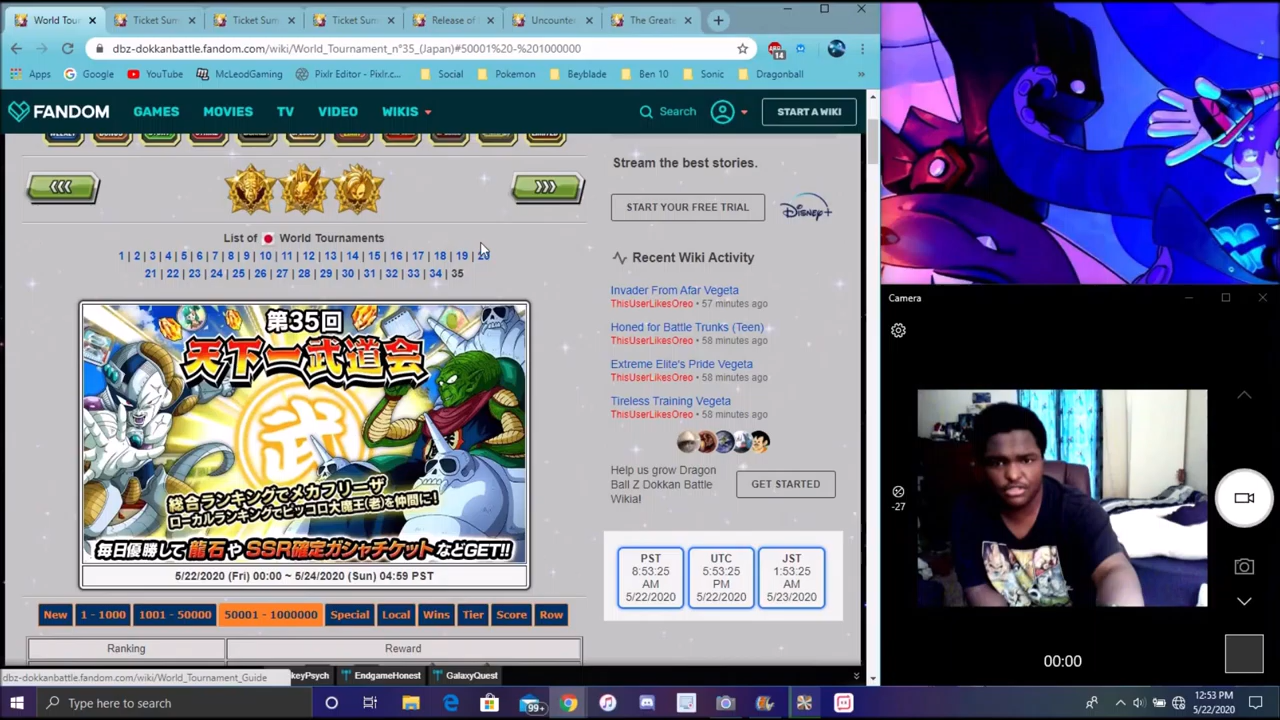 World Tour
Ticket Sum
Ticket Sum
Ticket Sum
Release of
Uncounter
The Greate
dbz-dokkanbattle.fandom.com/wiki/World_Tournament_n°35_(Japan)#50001%20-%201000000
14
Apps
Google
YouTube
McLeodGaming
Pixlr Editor - Pixlr.c...
Social
Pokemon
Beyblade
Ben 10
Sonic
Dragonball
FANDOM
GAMES
MOVIES
TV
VIDEO
WIKIS
Search
START A WIKI
List of World Tournaments
1 | 2 | 3 | 4 | 5 | 6 | 7 | 8 | 9 | 10 | 11 | 12 | 13 | 14 | 15 | 16 | 17 | 18 | 19 | 20
21 | 22 | 23 | 24 | 25 | 26 | 27 | 28 | 29 | 30 | 31 | 32 | 33 | 34 | 35
第35回
天下一武道会
武
総合ランキングでメカフリーザ
ローカルランキングでピッコロ大魔王(老)を仲間に!
毎日優勝して龍石やSSR確定ガシャチケットなどGET!!
5/22/2020 (Fri) 00:00 ~ 5/24/2020 (Sun) 04:59 PST
New
1 - 1000
1001 - 50000
50001 - 1000000
Special
Local
Wins
Tier
Score
Row
Ranking
Reward
Stream the best stories.
START YOUR FREE TRIAL
Disney+
Recent Wiki Activity
Invader From Afar Vegeta
ThisUserLikesOreo • 57 minutes ago
Honed for Battle Trunks (Teen)
ThisUserLikesOreo • 58 minutes ago
Extreme Elite's Pride Vegeta
ThisUserLikesOreo • 58 minutes ago
Tireless Training Vegeta
ThisUserLikesOreo • 58 minutes ago
Help us grow Dragon
Ball Z Dokkan Battle
Wikia!
GET STARTED
PST
8:53:25
AM
5/22/2020
UTC
5:53:25
PM
5/22/2020
JST
1:53:25
AM
5/23/2020
dbz-dokkanbattle.fandom.com/wiki/World_Tournament_Guide
keyPsych
EndgameHonest
GalaxyQuest
Camera
-27
00:00
Type here to search
99+
12:53 PM
5/22/2020